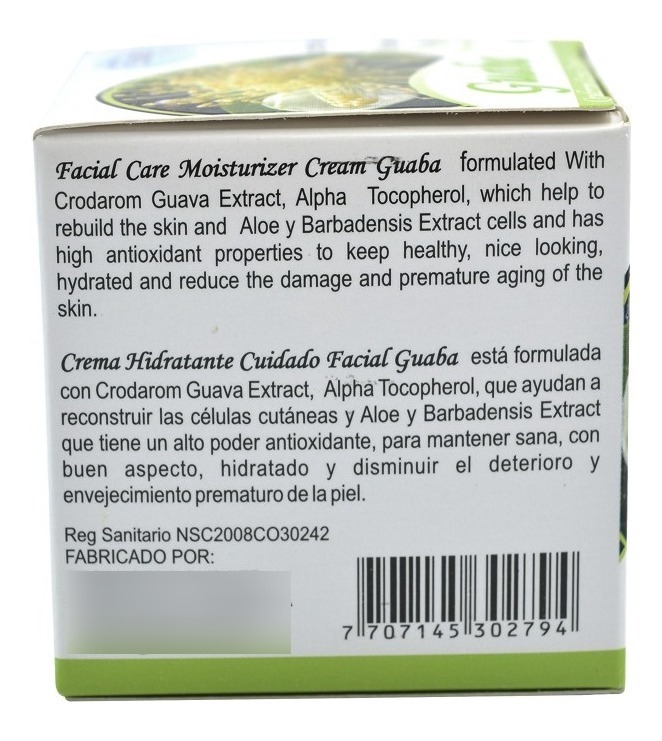 Facial Care Moisturizer Cream Guaba formulated With
Crodarom Guava Extract, Alpha Tocopherol, which help to
rebuild the skin and Aloe y Barbadensis Extract cells and has
high antioxidant properties to keep healthy, nice looking,
hydrated and reduce the damage and premature aging of the
skin.
Crema Hidratante Cuidado Facial Guaba está formulada
con Crodarom Guava Extract, Alpha Tocopherol, que ayudan a
reconstruir las células cutáneas y Aloe y Barbadensis Extract
que tiene un alto poder antioxidante, para mantener sana, con
buen aspecto, hidratado y disminuir el deterioro y
envejecimiento prematuro de la piel.
Reg Sanitario NSC2008CO30242
FABRICADO POR:
7 707145 302794